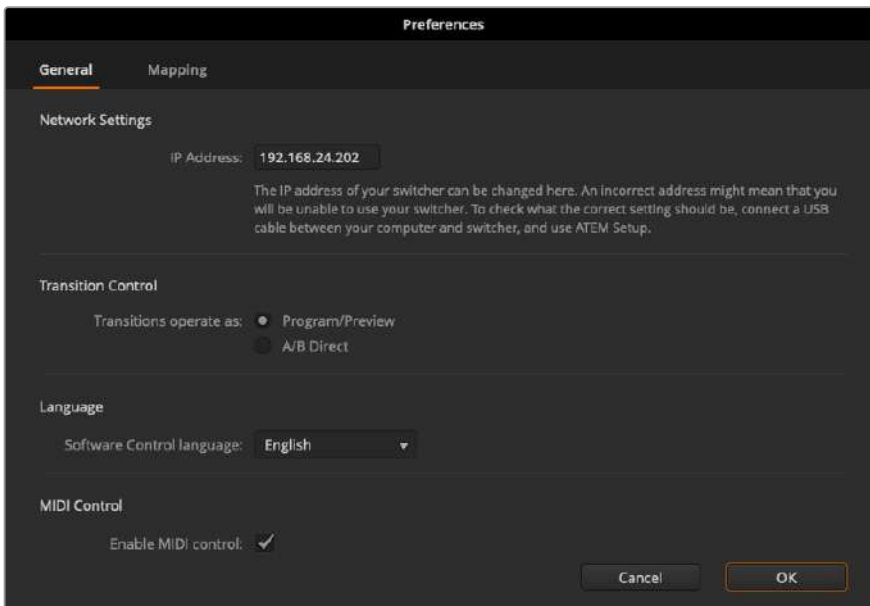 Preferences
General Mapping
Network Settings
IP Address: 192.168.24.202
The IP address of your switcher can be changed here. An incorrect address might mean that you
will be unable to use your switcher. To check what the correct setting should be, connect a USB
cable between your computer and switcher, and use ATEM Setup.
Transition Control
Transitions operate as: Program/Preview
A/B Direct
Language
Software Control language: English
MIDI Control
Enable MIDI control:
Cancel OK